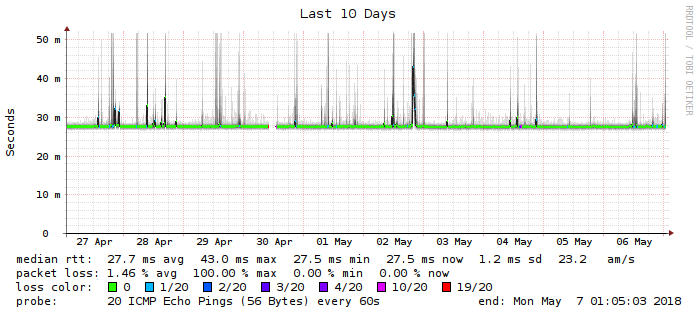 Last 10 Days
RRDTOOL / TOBI OETIKER
Seconds
50 m
40 m
30 m
20 m
10 m
0
27 Apr 28 Apr 29 Apr 30 Apr 01 May 02 May 03 May 04 May 05 May 06 May
median rtt: 27.7 ms avg 43.0 ms max 27.5 ms min 27.5 ms now 1.2 ms sd 23.2 am/s
packet loss: 1.46 % avg 100.00 % max 0.00 % min 0.00 % now
loss color: 0 1/20 2/20 3/20 4/20 10/20 19/20
probe: 20 ICMP Echo Pings (56 Bytes) every 60s end: Mon May 7 01:05:03 2018